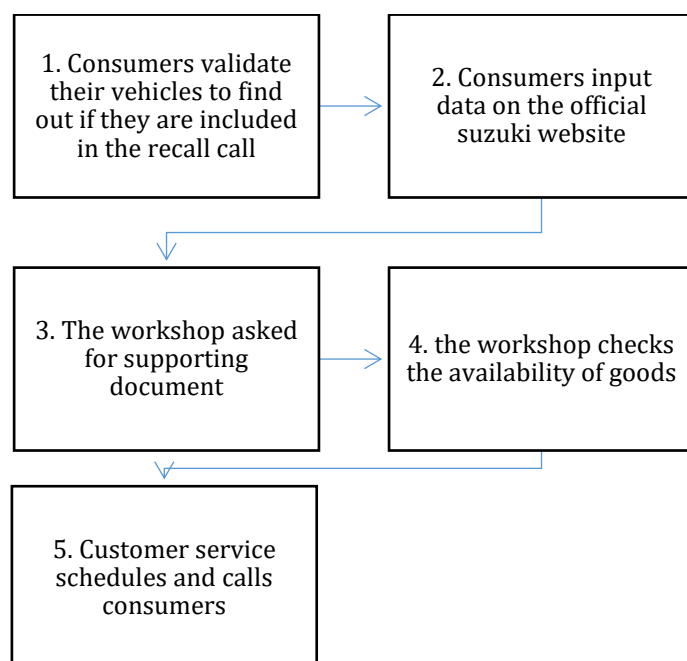 1. Consumers validate
their vehicles to find
out if they are included
in the recall call
2. Consumers input
data on the official
suzuki website
3. The workshop asked
for supporting
document
4. the workshop checks
the availability of goods
5. Customer service
schedules and calls
consumers